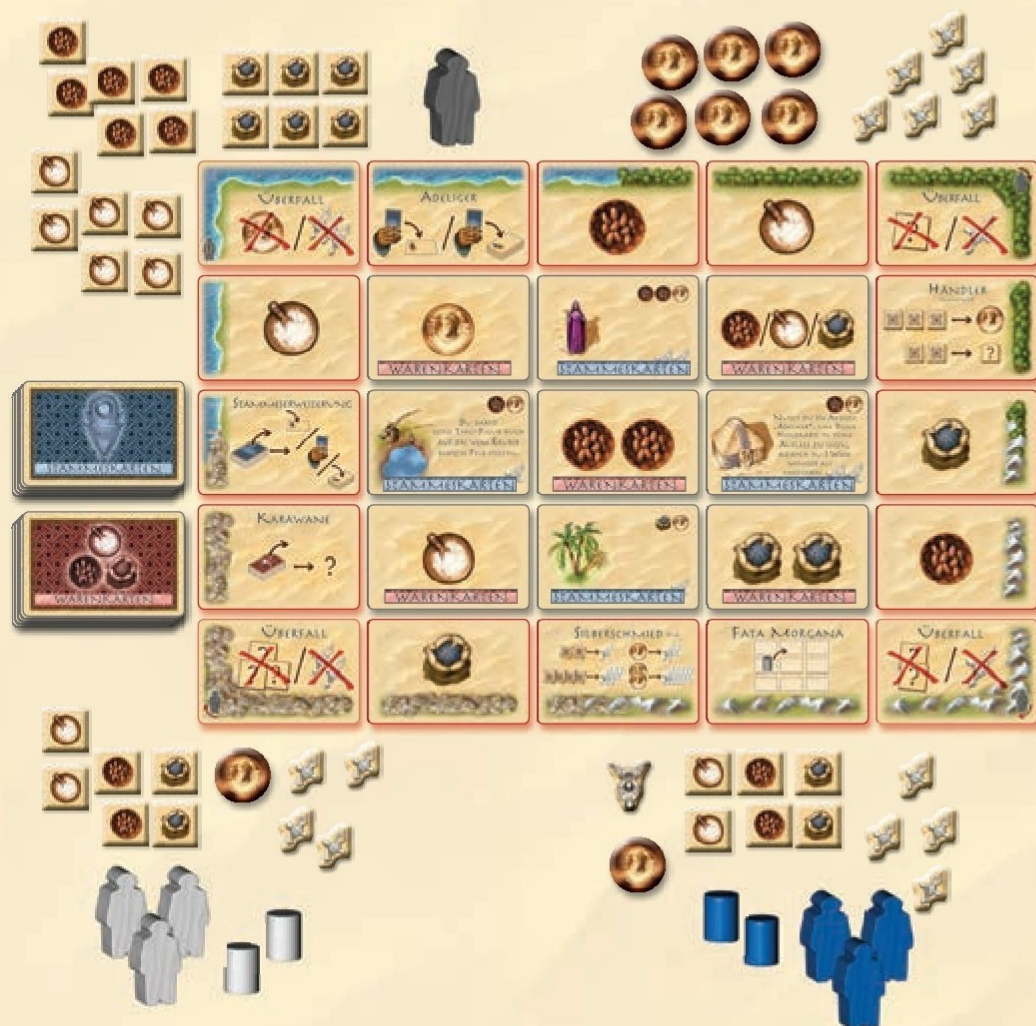 ÜBERFALL
ADELIGER
ÜBERFALL
WARENKARTEN
STAMMESKARTEN
WARENKARTEN
HÄNDLER
?
STAMMESKARTEN
STAMMESERWEITERUNG
STAMMESKARTEN
WARENKARTEN
STAMMESKARTEN
WARENKARTEN
KARAWANE
?
WARENKARTEN
STAMMESKARTEN
WARENKARTEN
ÜBERFALL
SILBERSCHMIED
FATA MORGANA
ÜBERFALL